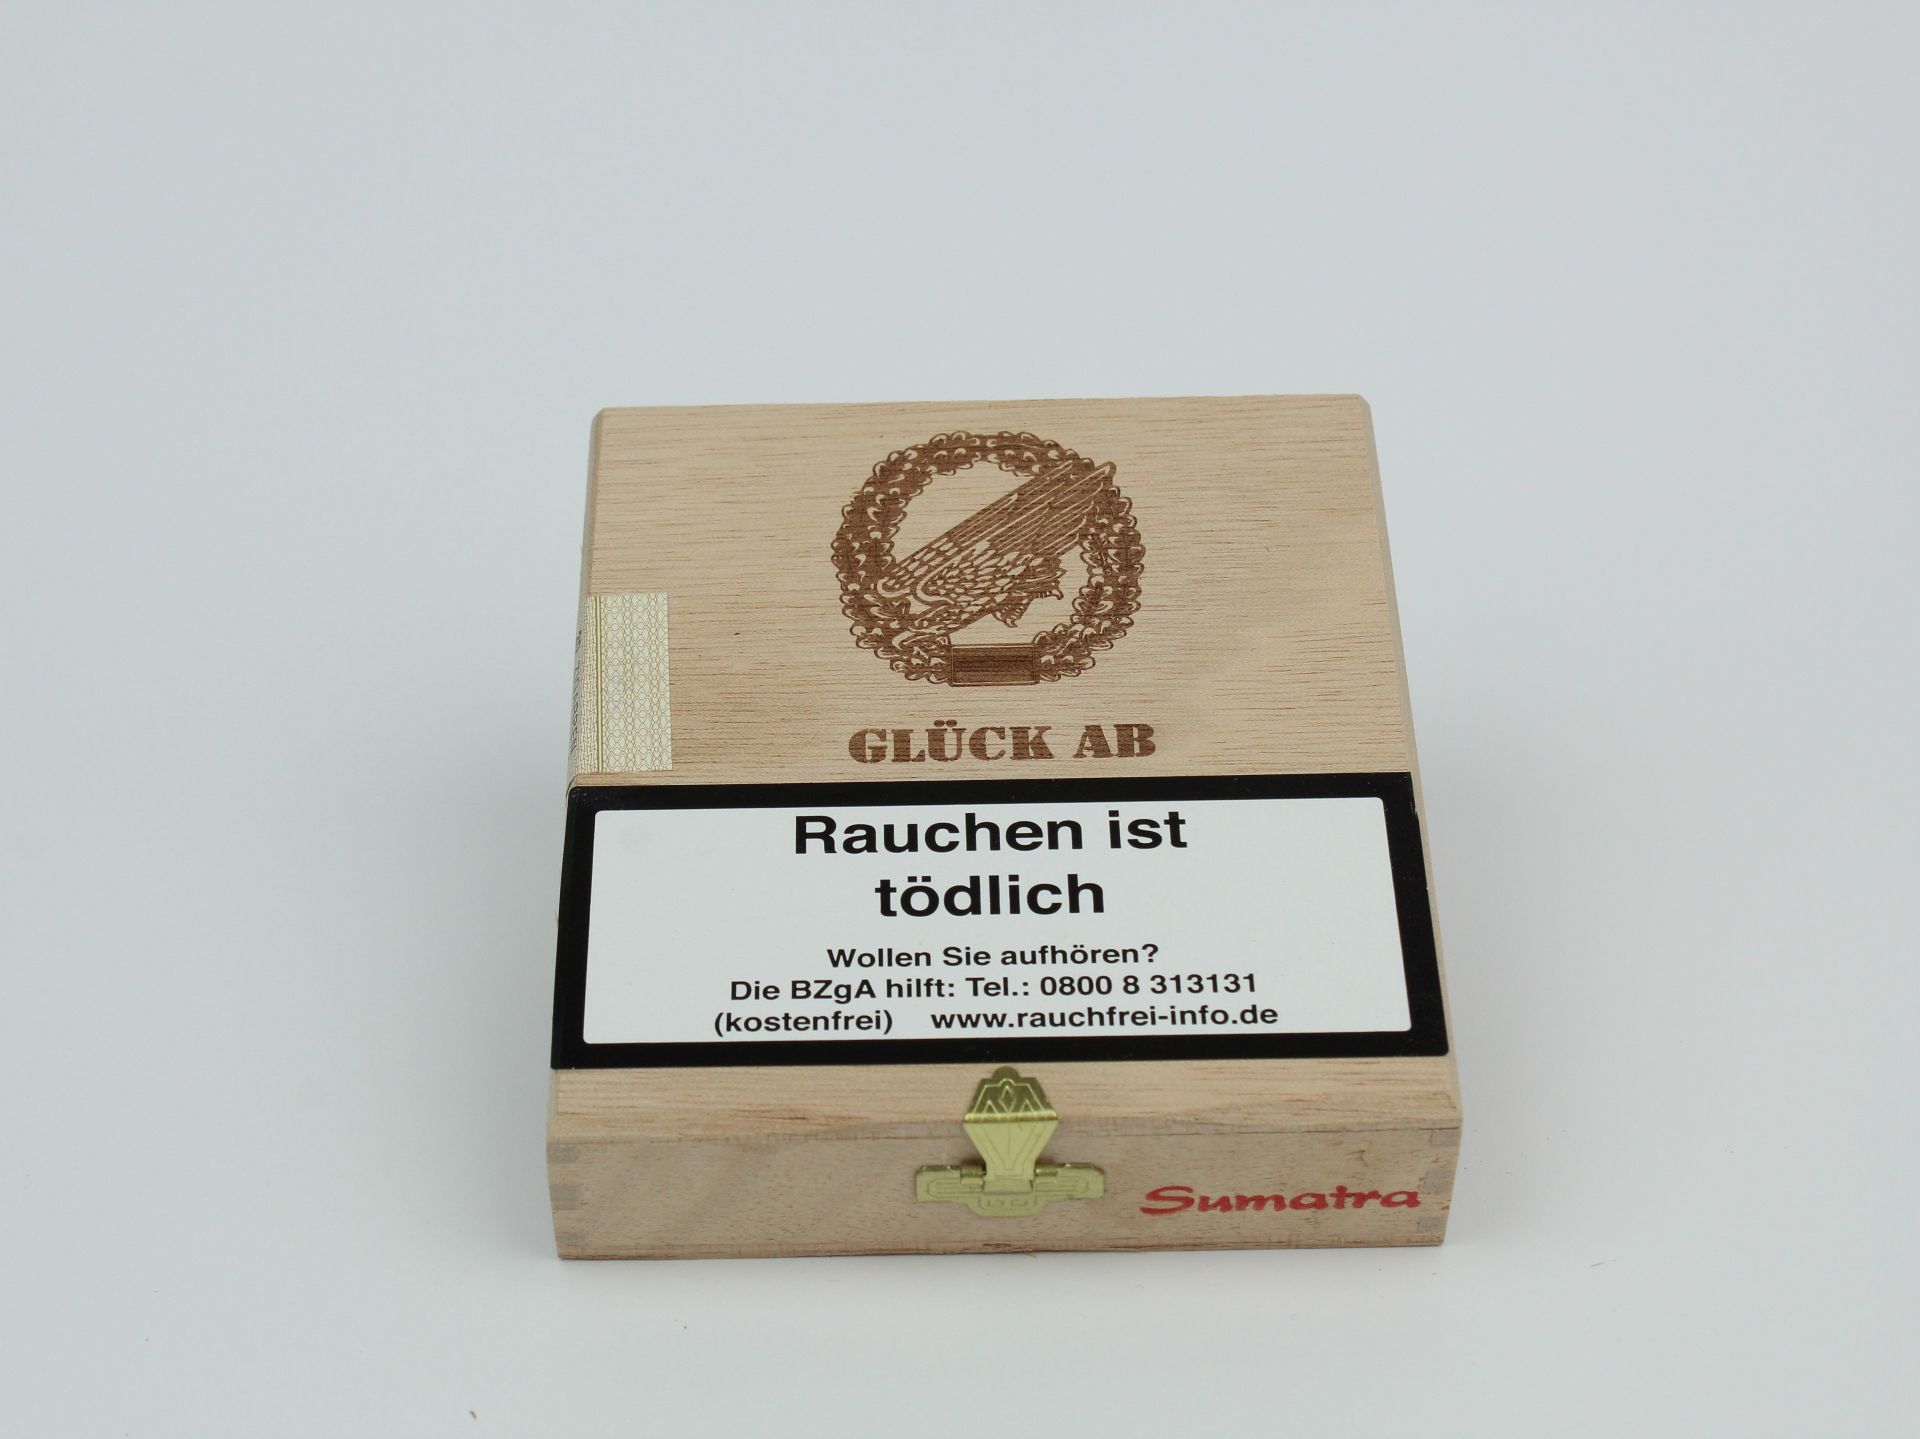 GLÜCK AB
Rauchen ist
tödlich
Wollen Sie aufhören?
Die BZgA hilft: Tel.: 0800 8 313131
(kostenfrei) www.rauchfrei-info.de
Sumatra